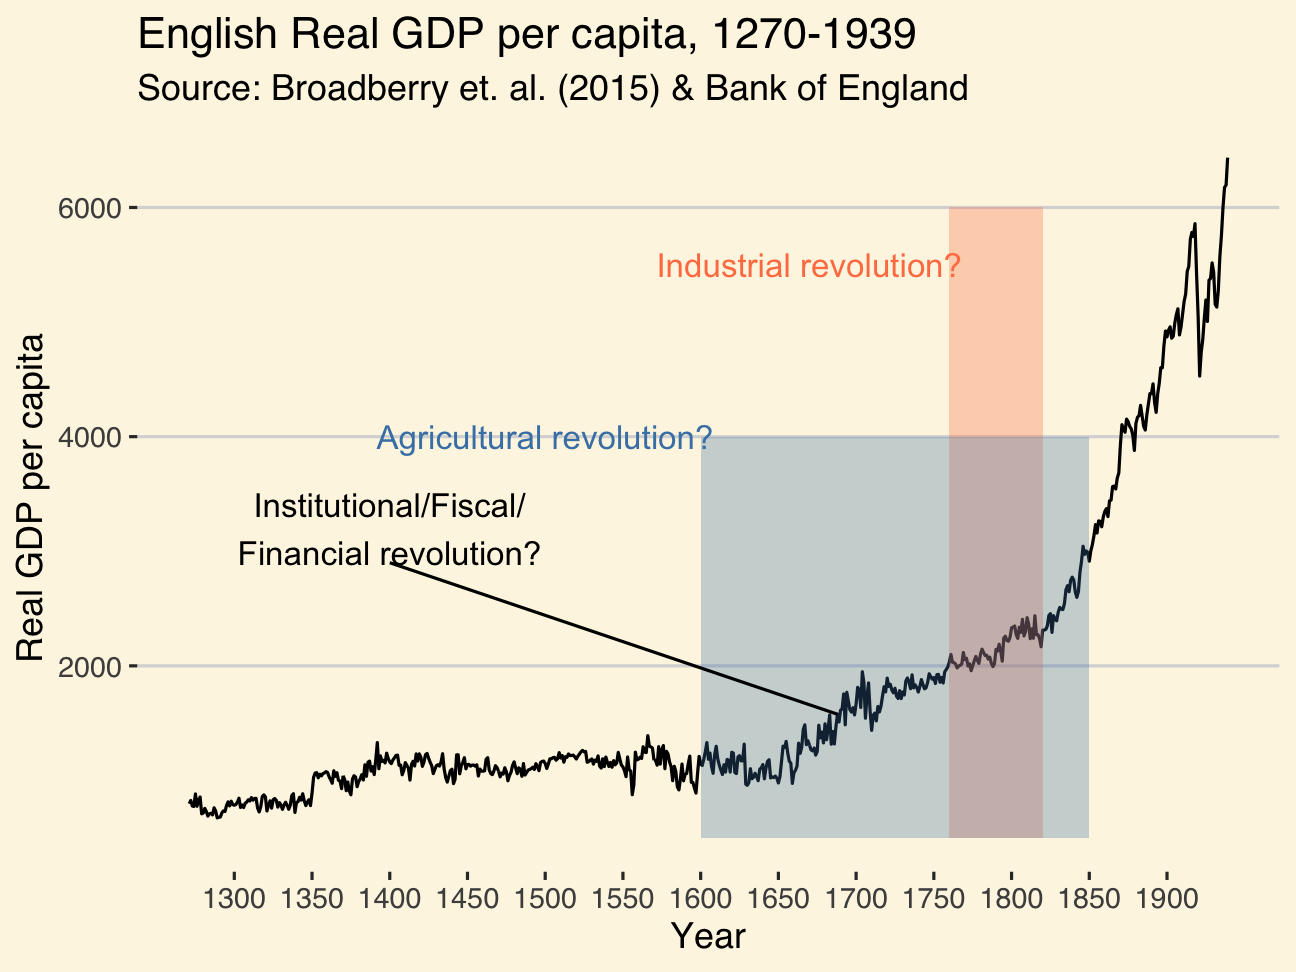 English Real GDP per capita, 1270-1939
Source: Broadberry et. al. (2015) & Bank of England
Real GDP per capita
6000
4000
2000
Industrial revolution?
Agricultural revolution?
Institutional/Fiscal/
Financial revolution?
1300 1350 1400 1450 1500 1550 1600 1650 1700 1750 1800 1850 1900
Year